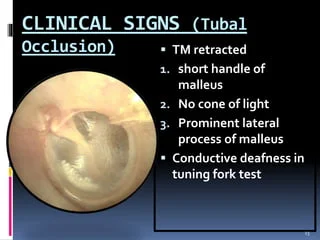 CLINICAL SIGNS (Tubal
Occlusion)
▪ TM retracted
1. short handle of
malleus
2. No cone of light
3. Prominent lateral
process of malleus
▪ Conductive deafness in
tuning fork test